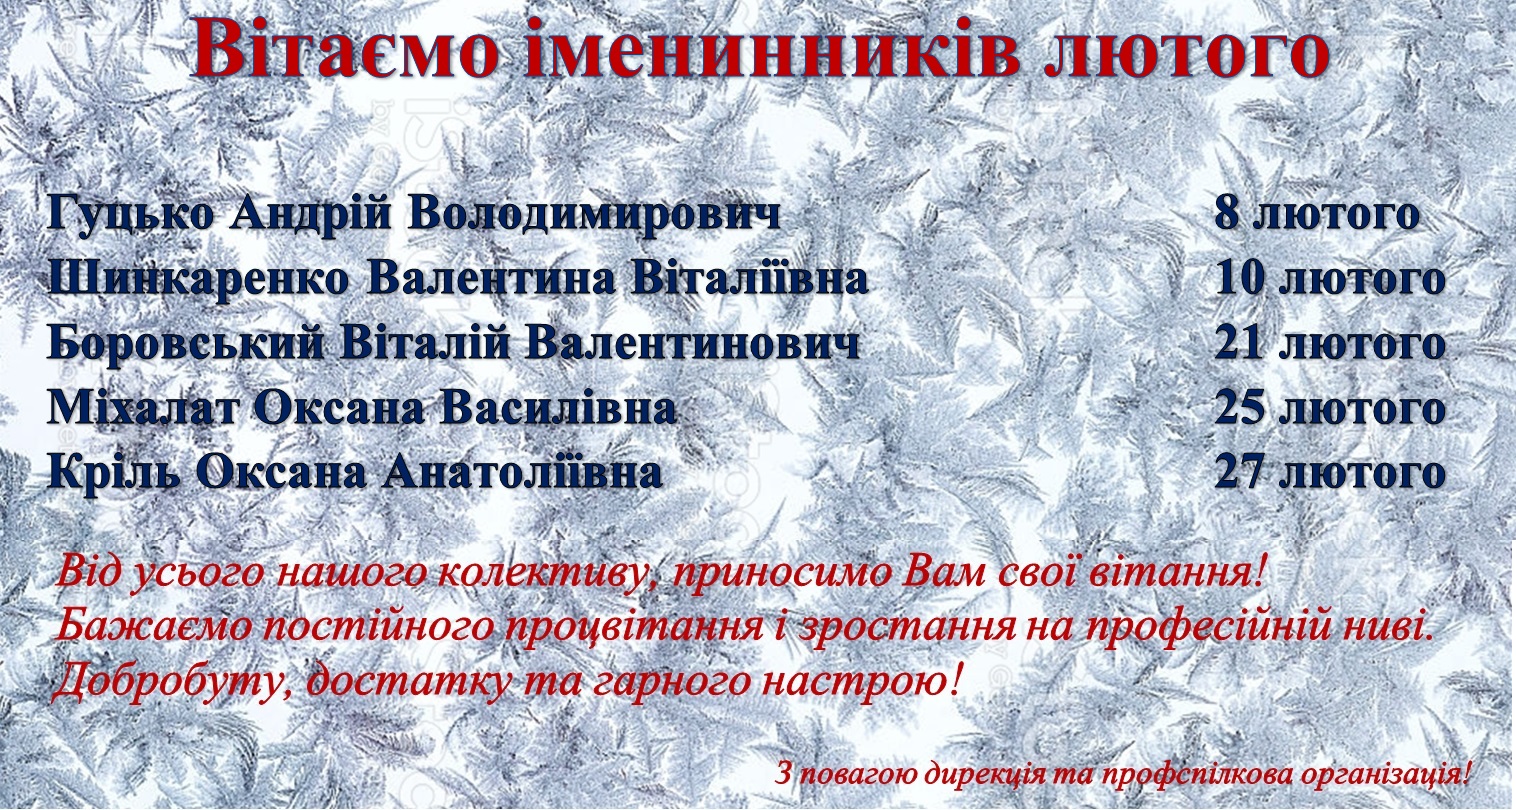 Вітаємо іменинників лютого
Гуцько Андрій Володимирович 8 лютого
Шинкаренко Валентина Віталіївна 10 лютого
Боровський Віталій Валентинович 21 лютого
Міхалат Оксана Василівна 25 лютого
Кріль Оксана Анатоліївна 27 лютого
Від усього нашого колективу, приносимо Вам свої вітання!
Бажаємо постійного процвітання і зростання на професійній ниві.
Добробуту, достатку та гарного настрою!
З повагою дирекція та профспілкова організація!